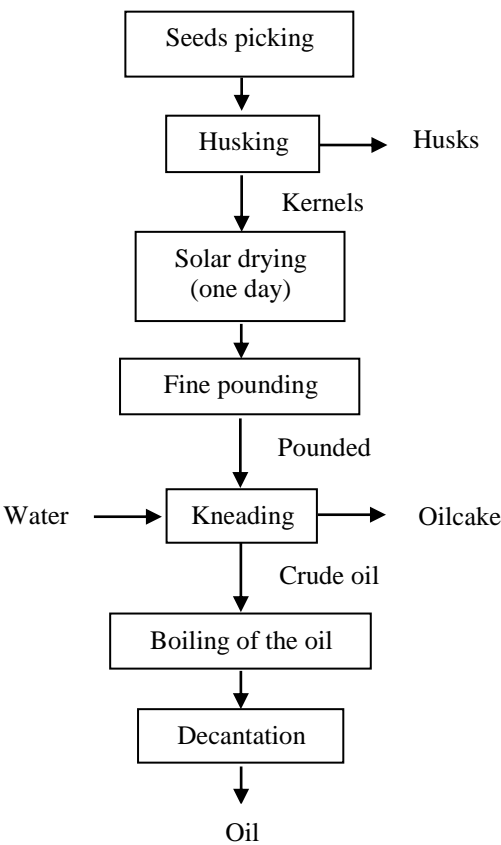 Seeds picking
Husking
Husks
Kernels
Solar drying
(one day)
Fine pounding
Pounded
Water
Kneading
Oilcake
Crude oil
Boiling of the oil
Decantation
Oil